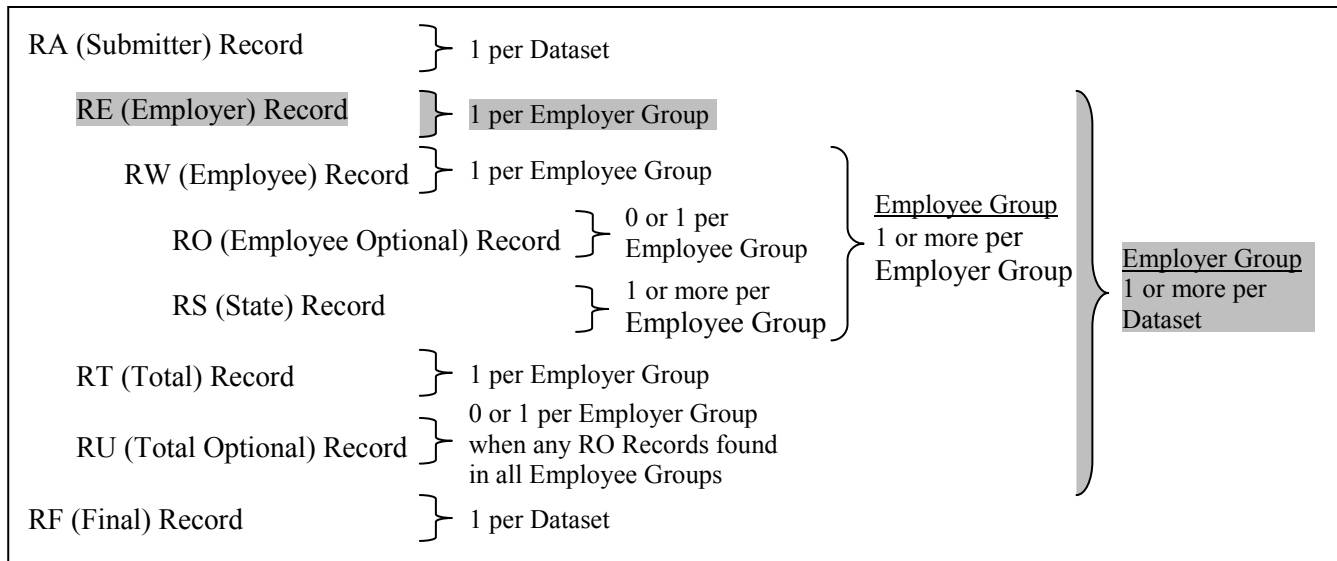 RA (Submitter) Record
1 per Dataset
RE (Employer) Record
1 per Employer Group
RW (Employee) Record
1 per Employee Group
RO (Employee Optional) Record
0 or 1 per
Employee Group
RS (State) Record
1 or more per
Employee Group
Employee Group
1 or more per
Employer Group
RT (Total) Record
1 per Employer Group
RU (Total Optional) Record
0 or 1 per Employer Group
when any RO Records found
in all Employee Groups
Employer Group
1 or more per
Dataset
RF (Final) Record
1 per Dataset